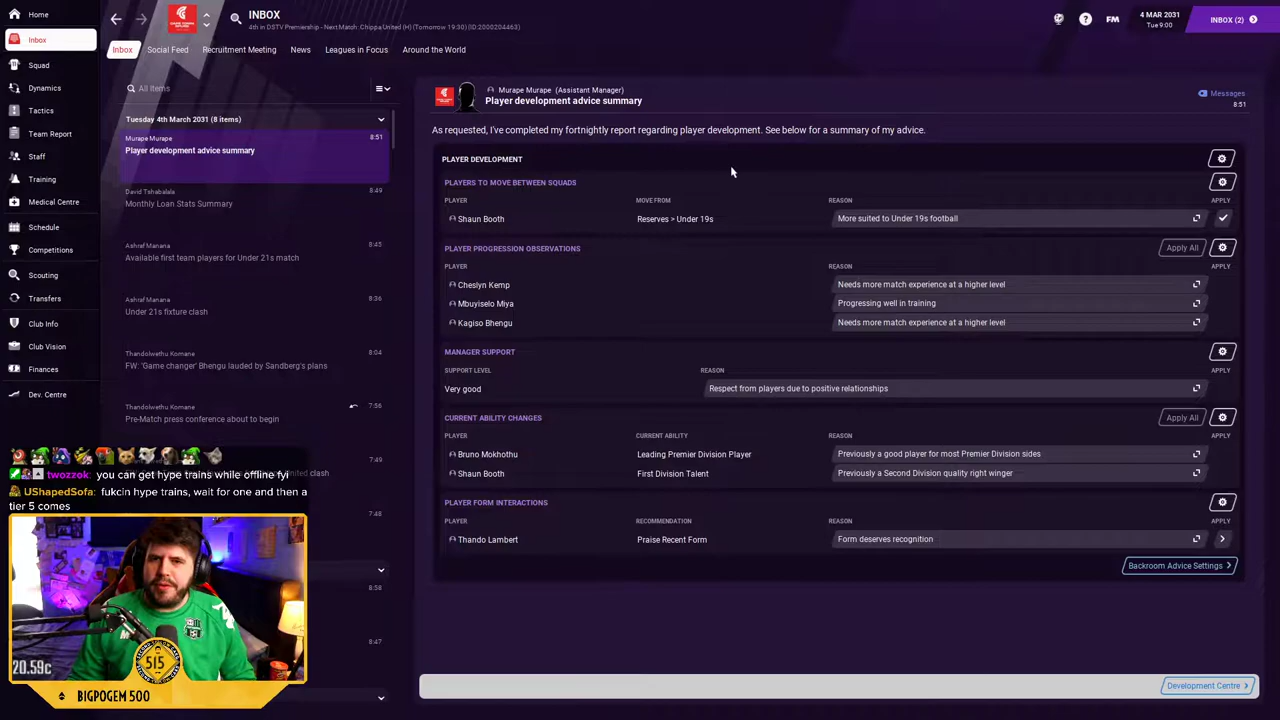 Home
Inbox
Squad
Dynamics
Tactics
Team Report
Staff
Training
Medical Centre
Schedule
Competitions
Scouting
Transfers
Club Info
Club Vision
Finances
Dev. Centre
INBOX
4th in DSTV Premiership - Next Match: Chippa United (H) (Tomorrow 19:30) (ID:2000204463)
FM
4 MAR 2031
Tue 9:00
INBOX (2)
Inbox
Social Feed
Recruitment Meeting
News
Leagues in Focus
Around the World
All Items
Tuesday 4th March 2031 (8 items)
Murape Murape 8:51
Player development advice summary
David Tshabalala 8:49
Monthly Loan Stats Summary
Ashraf Manana 8:45
Available first team players for Under 21s match
Ashraf Manana 8:36
Under 21s fixture clash
Thandolwethu Komane 8:04
FW: 'Game changer' Bhengu lauded by Sandberg's plans
Thandolwethu Komane 7:56
Pre-Match press conference about to begin
7:49
clash
7:48
8:58
8:47
Murape Murape (Assistant Manager)
Player development advice summary
Messages
8:51
As requested, I've completed my fortnightly report regarding player development. See below for a summary of my advice.
PLAYER DEVELOPMENT
PLAYERS TO MOVE BETWEEN SQUADS
PLAYER MOVE FROM REASON APPLY
Shaun Booth Reserves > Under 19s More suited to Under 19s football
PLAYER PROGRESSION OBSERVATIONS Apply All
PLAYER REASON APPLY
Cheslyn Kemp Needs more match experience at a higher level
Mbuyiselo Miya Progressing well in training
Kagiso Bhengu Needs more match experience at a higher level
MANAGER SUPPORT
SUPPORT LEVEL REASON APPLY
Very good Respect from players due to positive relationships
CURRENT ABILITY CHANGES Apply All
PLAYER CURRENT ABILITY REASON APPLY
Bruno Mokhothu Leading Premier Division Player Previously a good player for most Premier Division sides
Shaun Booth First Division Talent Previously a Second Division quality right winger
PLAYER FORM INTERACTIONS
PLAYER RECOMMENDATION REASON APPLY
Thando Lambert Praise Recent Form Form deserves recognition
Backroom Advice Settings
Development Centre
twozzok: you can get hype trains while offline fyi
UShapedSofa: fukcin hype trains, wait for one and then a
tier 5 comes
515
20.59c
BIGPOGEM 500